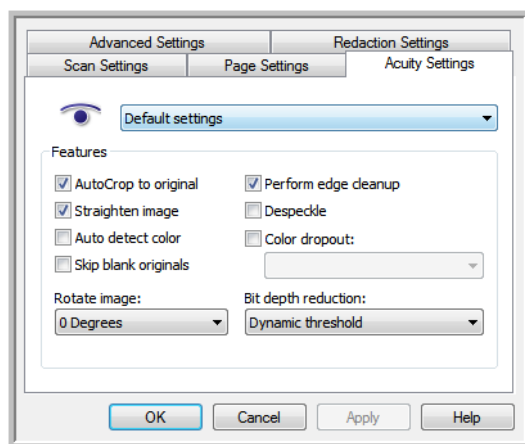 Advanced Settings Redaction Settings
Scan Settings Page Settings Acuity Settings
Default settings
Features
AutoCrop to original Perform edge cleanup
Straighten image Despeckle
Auto detect color Color dropout:
Skip blank originals
Rotate image: Bit depth reduction:
0 Degrees Dynamic threshold
OK Cancel Apply Help